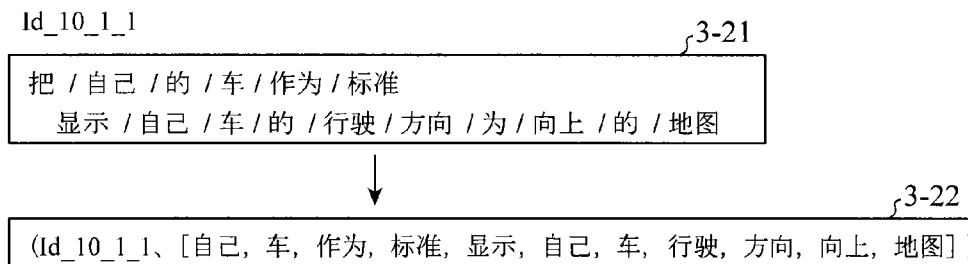 Id_10_1_1
3-21
把 / 自己 / 的 / 车 / 作为 / 标准
显示 / 自己 / 车 / 的 / 行驶 / 方向 / 为 / 向上 / 的 / 地图
3-22
(Id_10_1_1、[自己, 车, 作为, 标准, 显示, 自己, 车, 行驶, 方向, 向上, 地图]